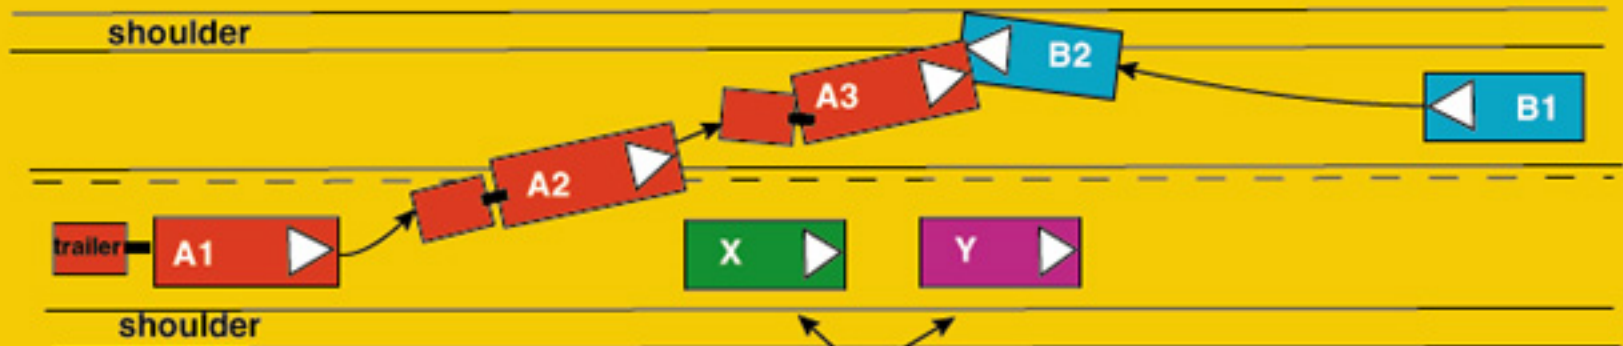 shoulder
B2
A3
B1
A2
trailer
A1
X
Y
shoulder